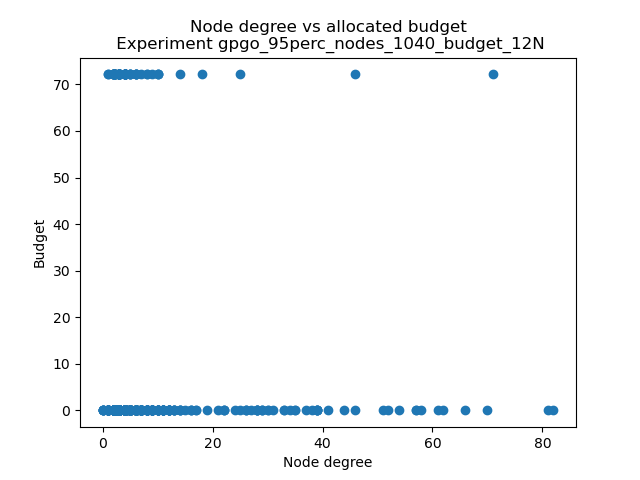 Node degree vs allocated budget
Experiment gpgo_95perc_nodes_1040_budget_12N
70
60
50
40
30
20
10
0
Budget
0 20 40 60 80
Node degree